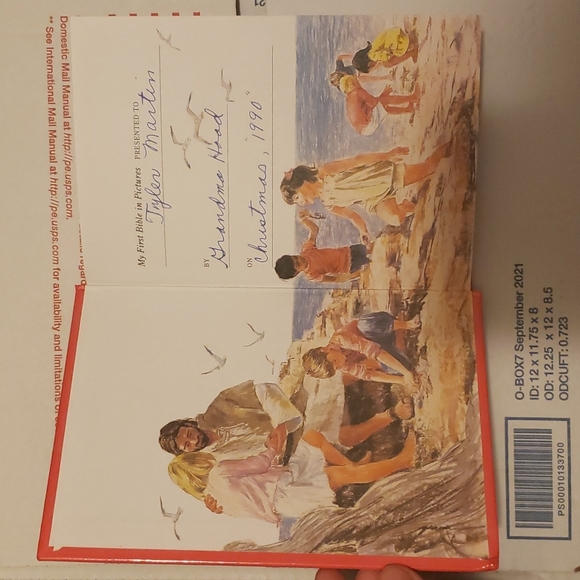 My First Bible in Pictures PRESENTED TO
Tyler Martin
BY
Grandma Hood
ON
Christmas, "1990"
Domestic Mail Manual at http://pe.usps.com.
** See International Mail Manual at http://pe.usps.com for availability and limitations of
O-BOX7 September 2021
ID: 12 x 11.75 x 8
OD: 12.25 x 12 x 8.5
ODCUFT: 0.723
PS00010133700